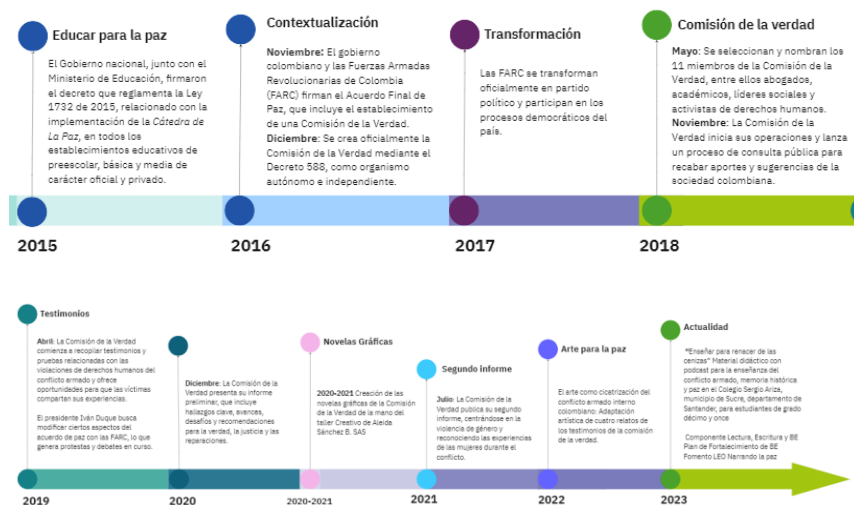 Educar para la paz
El Gobierno nacional, junto con el
Ministerio de Educación, firmaron
el decreto que reglamenta la Ley
1732 de 2015, relacionado con la
implementación de la Cátedra de
La Paz, en todos los
establecimientos educativos de
preescolar, básica y media de
carácter oficial y privado.
2015
Contextualización
Noviembre: El gobierno
colombiano y las Fuerzas Armadas
Revolucionarias de Colombia
(FARC) firman el Acuerdo Final de
Paz, que incluye el establecimiento
de una Comisión de la Verdad.
Diciembre: Se crea oficialmente la
Comisión de la Verdad mediante el
Decreto 588, como organismo
autónomo e independiente.
2016
Transformación
Las FARC se transforman
oficialmente en partido
político y participan en los
procesos democráticos del
país.
2017
Comisión de la verdad
Mayo: Se seleccionan y nombran los
11 miembros de la Comisión de la
Verdad, entre ellos abogados,
académicos, líderes sociales y
activistas de derechos humanos.
Noviembre: La Comisión de la
Verdad inicia sus operaciones y lanza
un proceso de consulta pública para
recabar aportes y sugerencias de la
sociedad colombiana.
2018
Testimonios
Abril: La Comisión de la Verdad
comienza a recopilar testimonios y
pruebas relacionadas con las
violaciones de derechos humanos del
conflicto armado y ofrece
oportunidades para que las víctimas
compartan sus experiencias.
El presidente Iván Duque busca
modificar ciertos aspectos del
acuerdo de paz con las FARC, lo que
genera protestas y debates en curso.
2019
Diciembre: La Comisión de la
Verdad presenta su informe
preliminar, que incluye
hallazgos clave, avances,
desafíos y recomendaciones
para la verdad, la justicia y las
reparaciones.
2020
Novelas Gráficas
2020-2021 Creación de las
novelas gráficas de la Comisión
de la Verdad de la mano del
taller Creativo de Aleida
Sánchez B. SAS
2020-2021
Segundo informe
Julio: La Comisión de la
Verdad publica su segundo
informe, centrándose en la
violencia de género y
reconociendo las experiencias
de las mujeres durante el
conflicto.
2021
Arte para la paz
El arte como cicatrización del
conflicto armado interno
colombiano: Adaptación
artística de cuatro relatos de
los testimonios de la comisión
de la verdad.
2022
Actualidad
"Enseñar para renacer de las
cenizas" Material didáctico con
podcast para la enseñanza del
conflicto armado, memoria histórica
y paz en el Colegio Sergio Ariza,
municipio de Sucre, departamento de
Santander, para estudiantes de grado
décimo y once
Componente Lectura, Escritura y BE
Plan de Fortalecimiento de BE
Fomento LEO Narrando la paz
2023